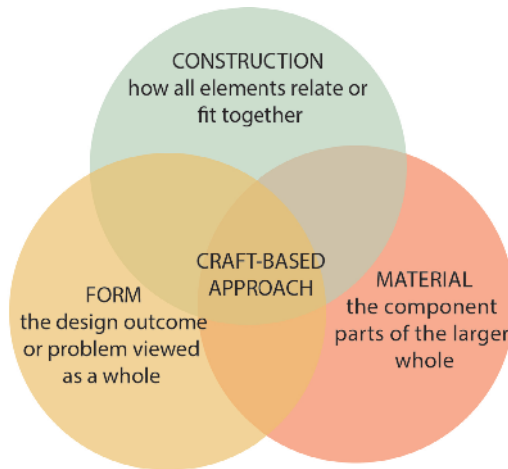 CONSTRUCTION
how all elements relate or
fit together
CRAFT-BASED
APPROACH
FORM
the design outcome
or problem viewed
as a whole
MATERIAL
the component
parts of the larger
whole